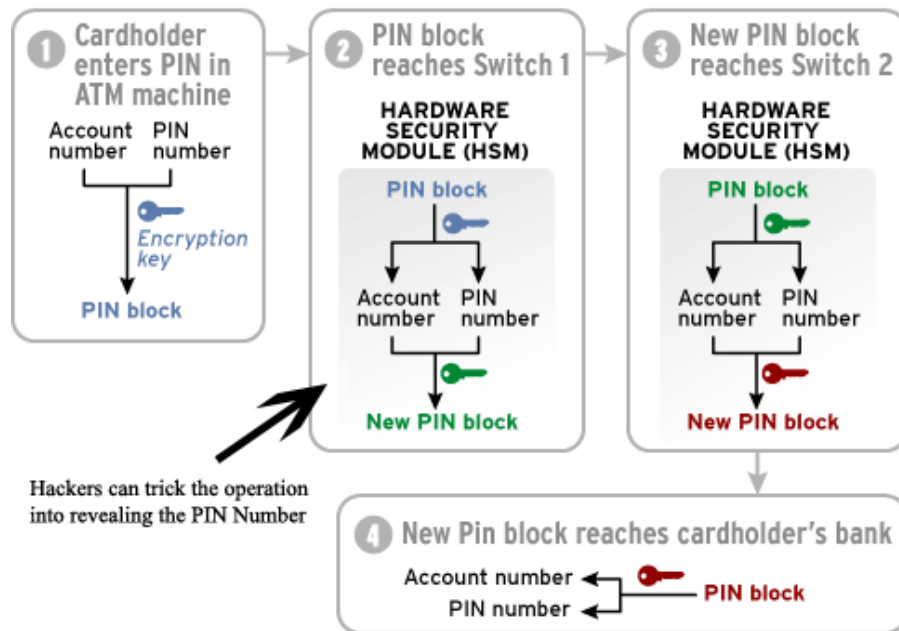 1 Cardholder
enters PIN in
ATM machine
Account PIN
number number
Encryption
key
PIN block
2 PIN block
reaches Switch 1
HARDWARE
SECURITY
MODULE (HSM)
PIN block
Account PIN
number number
New PIN block
3 New PIN block
reaches Switch 2
HARDWARE
SECURITY
MODULE (HSM)
PIN block
Account PIN
number number
New PIN block
Hackers can trick the operation
into revealing the PIN Number
4 New Pin block reaches cardholder's bank
Account number
PIN number
PIN block